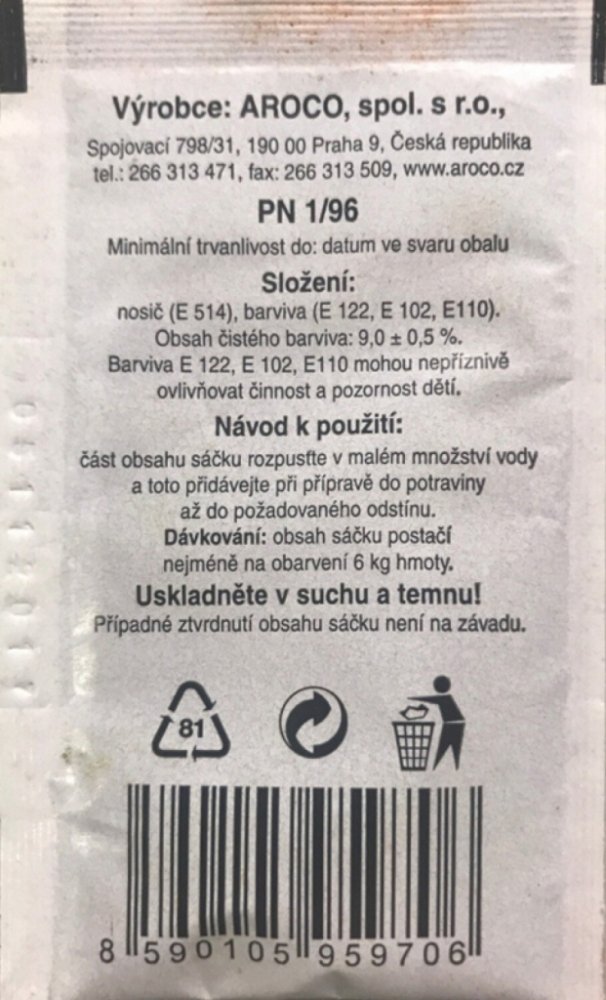 Výrobce: AROCO, spol. s r.o.,
Spojovací 798/31, 190 00 Praha 9, Česká republika
tel.: 266 313 471, fax: 266 313 509, www.aroco.cz
PN 1/96
Minimální trvanlivost do: datum ve svaru obalu
Složení:
nosič (E 514), barviva (E 122, E 102, E110).
Obsah čistého barviva: 9,0 ± 0,5 %.
Barviva E 122, E 102, E110 mohou nepříznivě
ovlivňovat činnost a pozornost dětí.
Návod k použití:
část obsahu sáčku rozpusťte v malém množství vody
a toto přidávejte při přípravě do potraviny
až do požadovaného odstínu.
Dávkování: obsah sáčku postačí
nejméně na obarvení 6 kg hmoty.
Uskladněte v suchu a temnu!
Případné ztvrdnutí obsahu sáčku není na závadu.
81
8 590105 959706